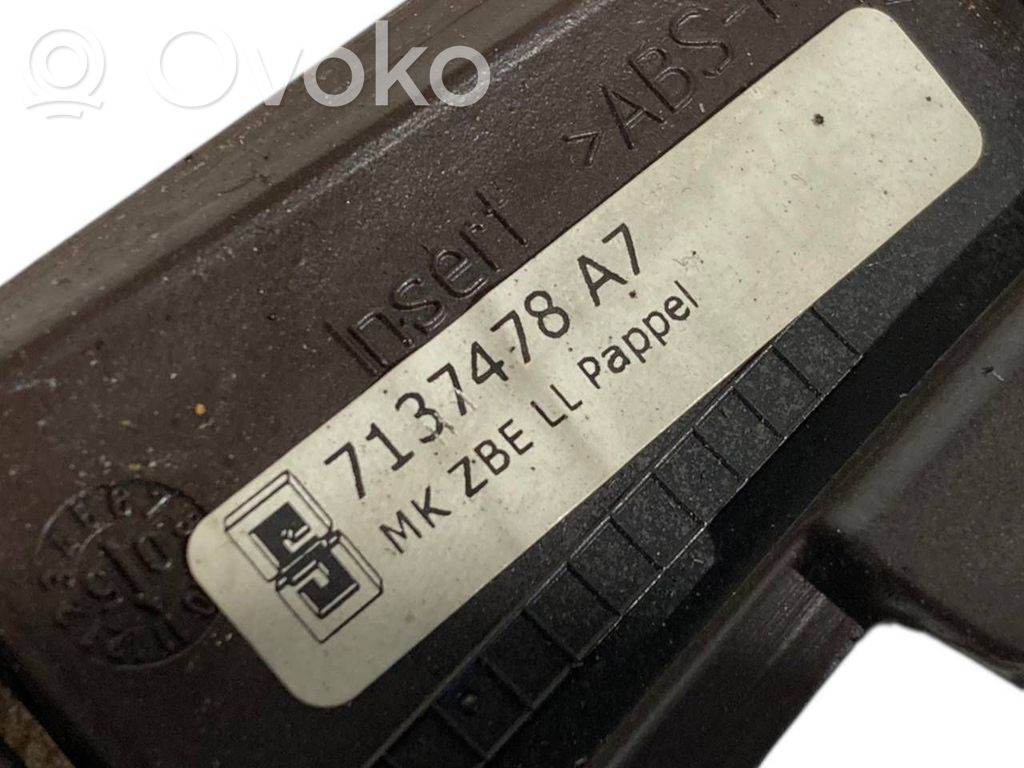 Ovoko
>ABS-
Insert
7137478 A7
MK ZBE LL Pappel